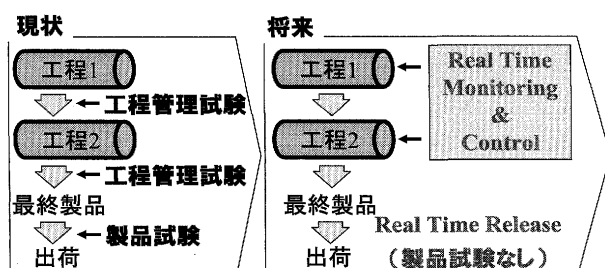 現状
工程1
←工程管理試験
工程2
←工程管理試験
最終製品
←製品試験
出荷
将来
工程1
工程2
最終製品
出荷
Real Time
Monitoring
&
Control
Real Time Release
（製品試験なし）